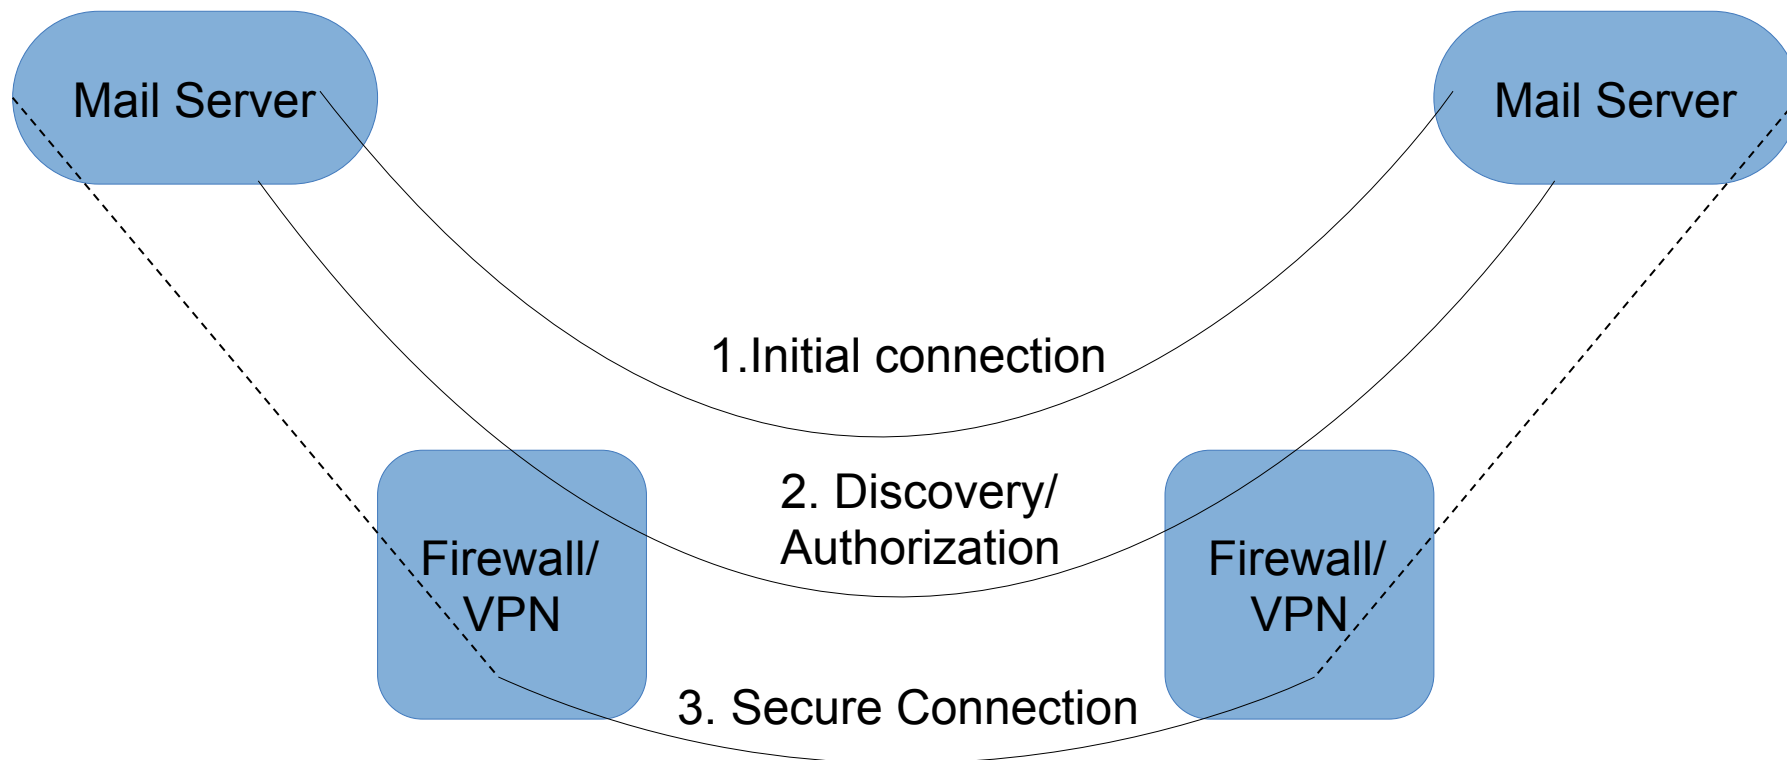 Mail Server
Mail Server
1.Initial connection
2. Discovery/
Authorization
Firewall/
VPN
Firewall/
VPN
3. Secure Connection